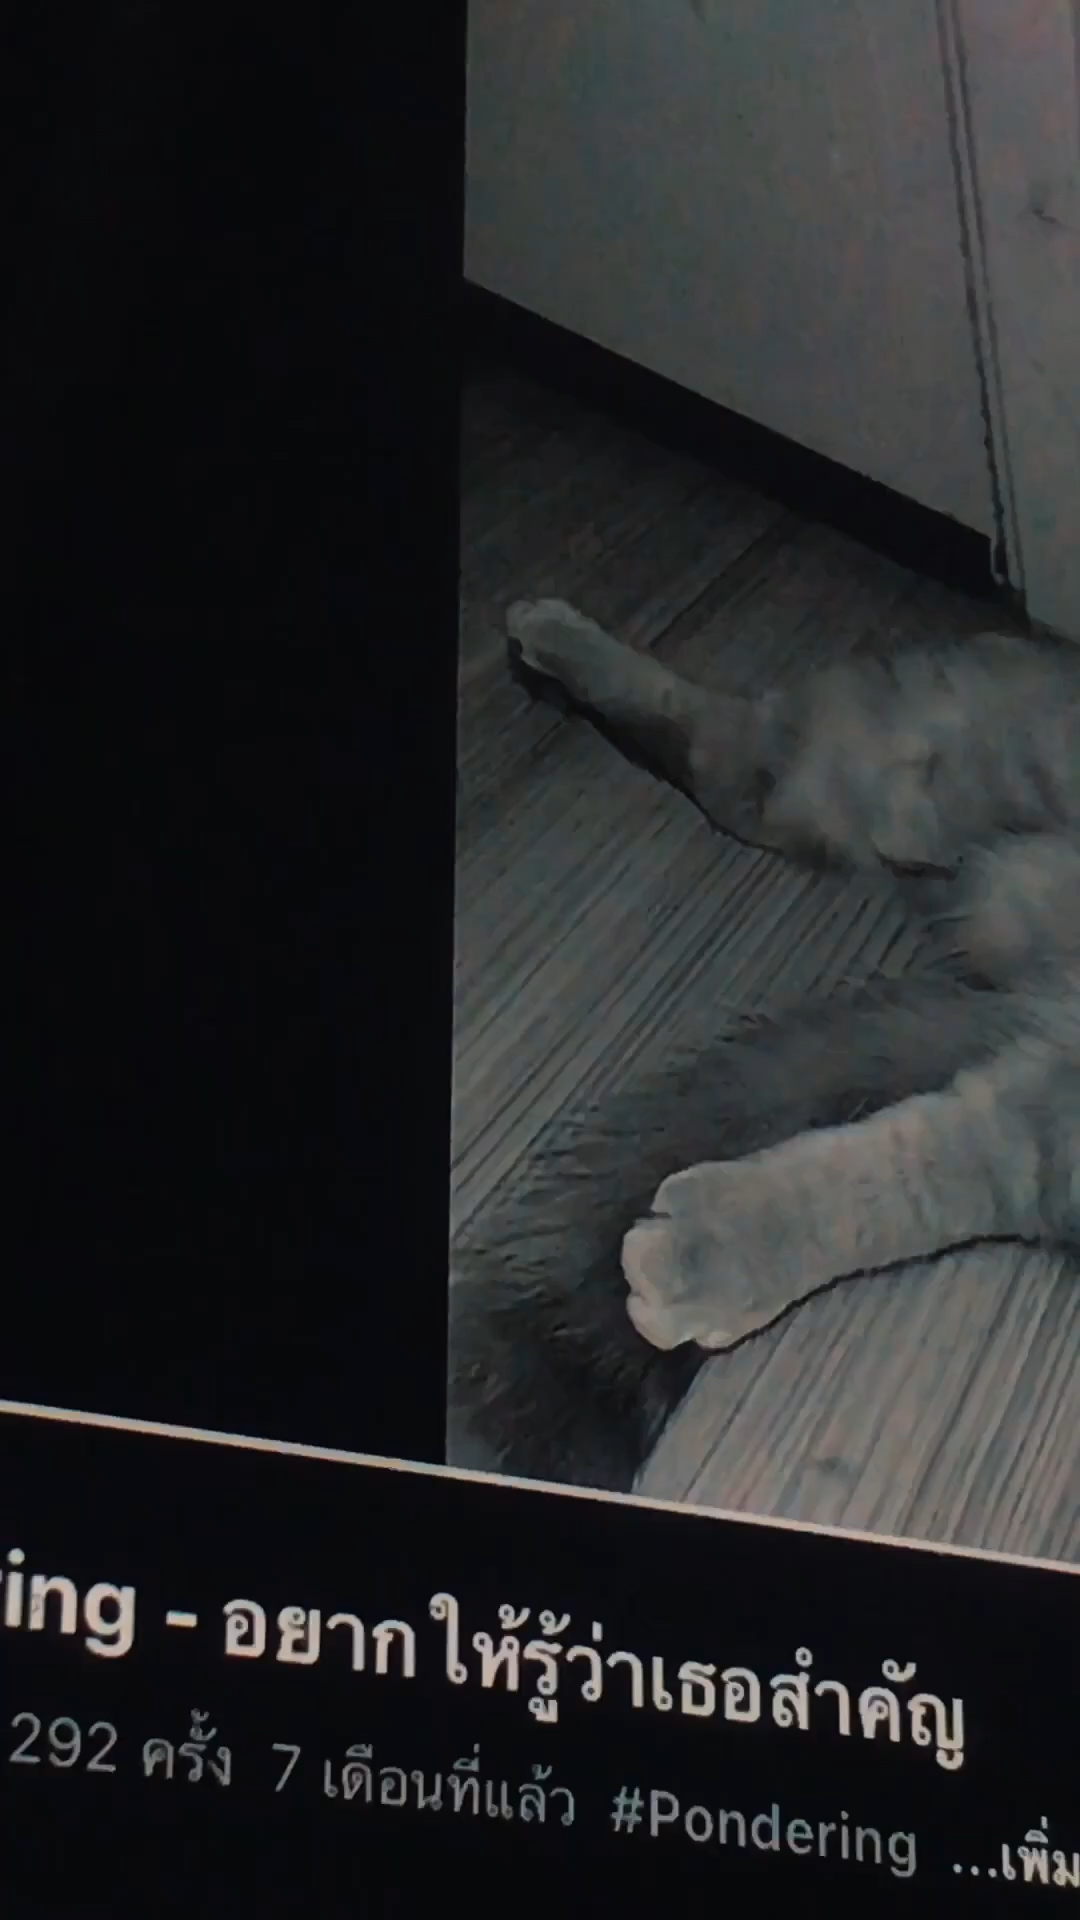 ing - อยากให้รู้ว่าเธอสำคัญ
292 ครั้ง 7 เดือนที่แล้ว #Pondering ...เพิ่ม